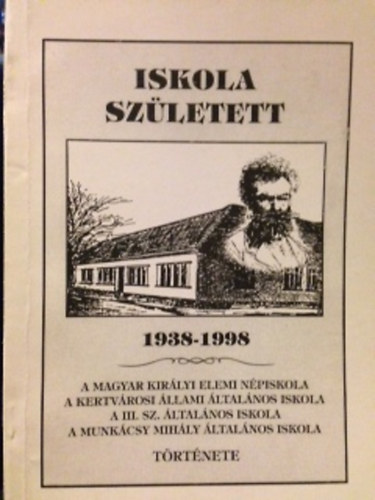 ISKOLA
SZÜLETETT
1938-1998
A MAGYAR KIRÁLYI ELEMI NÉPISKOLA
A KERTVÁROSI ÁLLAMI ÁLTALÁNOS ISKOLA
A III. SZ. ÁLTALÁNOS ISKOLA
A MUNKÁCSY MIHÁLY ÁLTALÁNOS ISKOLA
TÖRTÉNETE